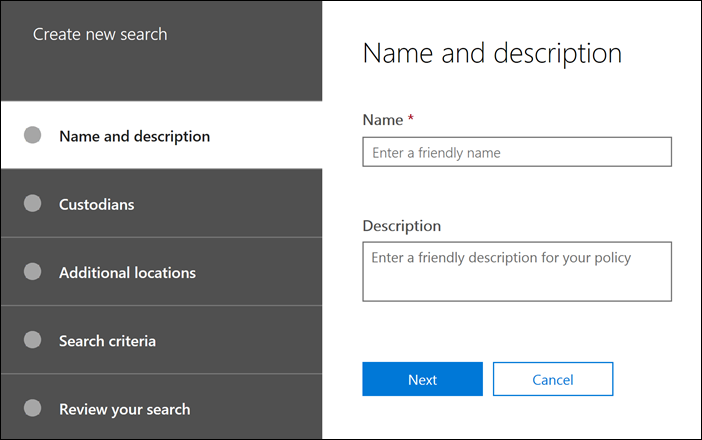 Create new search
Name and description
Custodians
Additional locations
Search criteria
Review your search
Name and description
Name *
Enter a friendly name
Description
Enter a friendly description for your policy
Next
Cancel